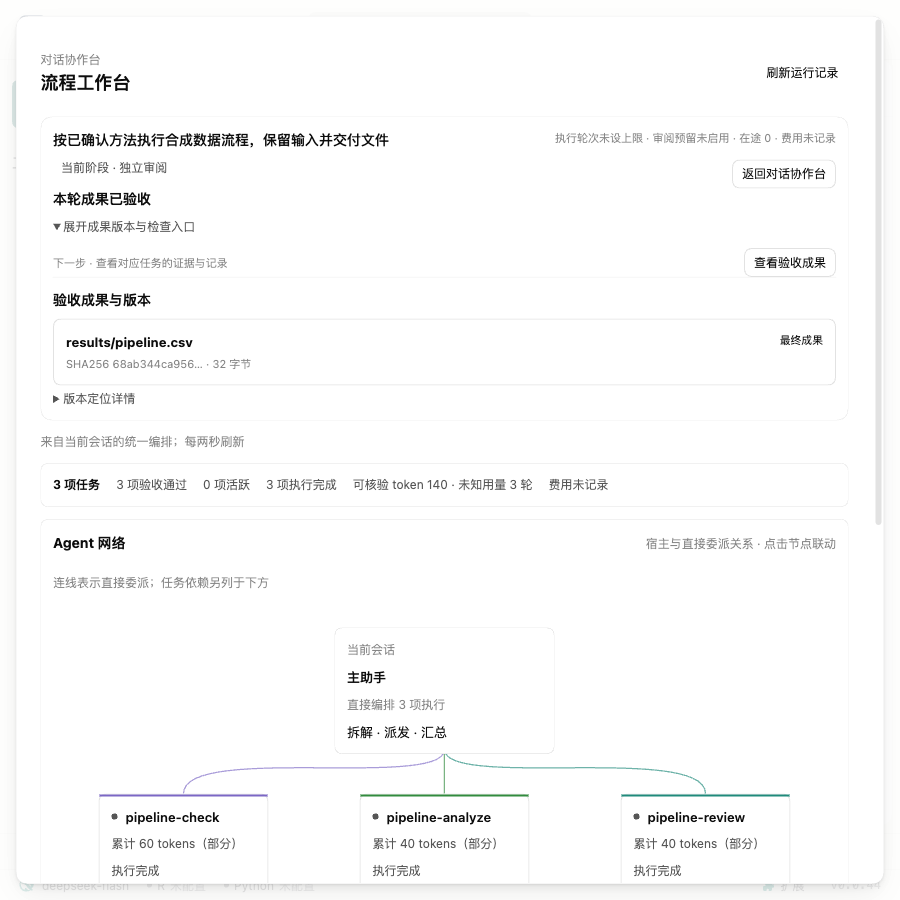 对话协作台
流程工作台
刷新运行记录
按已确认方法执行合成数据流程，保留输入并交付文件
执行轮次未设上限 · 审阅预留未启用 · 在途 0 · 费用未记录
当前阶段 · 独立审阅
返回对话协作台
本轮成果已验收
▼展开成果版本与检查入口
下一步 · 查看对应任务的证据与记录
查看验收成果
验收成果与版本
results/pipeline.csv
最终成果
SHA256 68ab344ca956... · 32 字节
▶ 版本定位详情
来自当前会话的统一编排；每两秒刷新
3 项任务 3 项验收通过 0 项活跃 3 项执行完成 可核验 token 140 · 未知用量 3 轮 费用未记录
Agent 网络
宿主与直接委派关系 · 点击节点联动
连线表示直接委派；任务依赖另列于下方
当前会话
主助手
直接编排 3 项执行
拆解 · 派发 · 汇总
pipeline-check
累计 60 tokens（部分）
执行完成
pipeline-analyze
累计 40 tokens（部分）
执行完成
pipeline-review
累计 40 tokens（部分）
执行完成
deepseek-flash